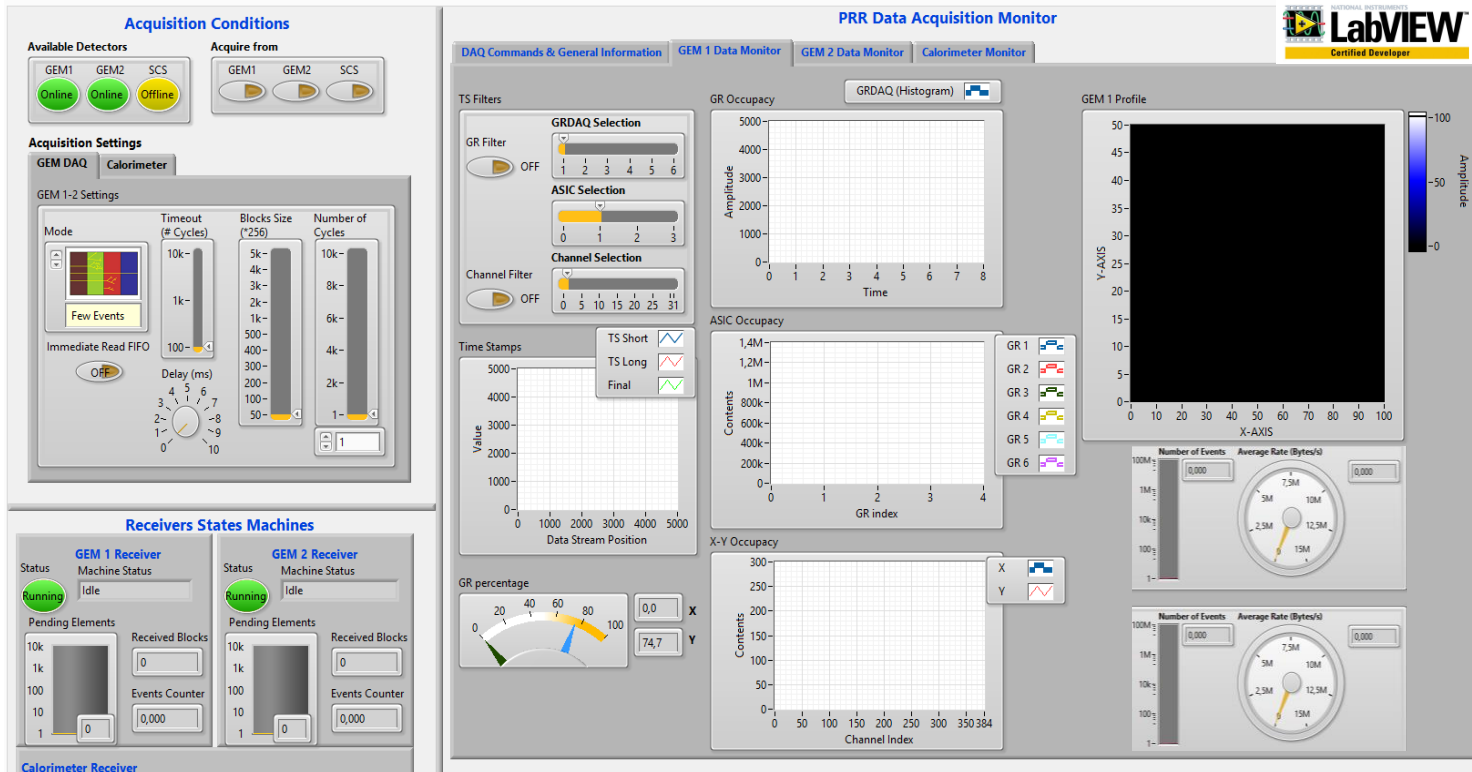 Acquisition Conditions
Available Detectors
GEM1 GEM2 SCS
Online Online Offline
Acquire from
GEM1 GEM2 SCS
Acquisition Settings
GEM DAQ Calorimeter
GEM 1-2 Settings
Mode
Few Events
Immediate Read FIFO
OFF
Timeout
(# Cycles)
10k
1k
100
Delay (ms)
0 1 2 3 4 5 6 7 8 9 10
Blocks Size
(*256)
5k
4k
3k
2k
1k
500
400
300
200
100
50
Number of
Cycles
10k
8k
6k
4k
2k
1
1
Receivers States Machines
GEM 1 Receiver
Status
Running
Machine Status
Idle
Pending Elements
10k
1k
100
10
1
0
Received Blocks
0
Events Counter
0,000
GEM 2 Receiver
Status
Running
Machine Status
Idle
Pending Elements
10k
1k
100
10
1
0
Received Blocks
0
Events Counter
0,000
Calorimeter Receiver
PRR Data Acquisition Monitor
NATIONAL INSTRUMENTS
LabVIEW™
Certified Developer
DAQ Commands & General Information GEM 1 Data Monitor GEM 2 Data Monitor Calorimeter Monitor
TS Filters
GR Filter
OFF
GRDAQ Selection
1 2 3 4 5 6
ASIC Selection
0 1 2 3
Channel Filter
OFF
Channel Selection
0 5 10 15 20 25 31
Time Stamps
TS Short
TS Long
Final
Value
5000
4000
3000
2000
1000
0
0 1000 2000 3000 4000 5000
Data Stream Position
GR percentage
0 20 40 60 80 100
0,0 X
74,7 Y
GR Occupacy
GRDAQ (Histogram)
Amplitude
5000
4000
3000
2000
1000
0
0 1 2 3 4 5 6 7 8
Time
ASIC Occupacy
Contents
1,4M
1,2M
1M
800k
600k
400k
200k
0
0 1 2 3 4
GR index
GR 1
GR 2
GR 3
GR 4
GR 5
GR 6
X-Y Occupacy
X
Y
Contents
300
250
200
150
100
50
0
0 50 100 150 200 250 300 350 384
Channel Index
GEM 1 Profile
Y-AXIS
50
45
40
35
30
25
20
15
10
5
0
0 10 20 30 40 50 60 70 80 90 100
X-AXIS
100
50
0
Amplitude
Number of Events
100M
1M
10k
100
1
0,000
Average Rate (Bytes/s)
0 2,5M 5M 7,5M 10M 12,5M 15M
0,000
Number of Events
100M
1M
10k
100
1
0,000
Average Rate (Bytes/s)
0 2,5M 5M 7,5M 10M 12,5M 15M
0,000